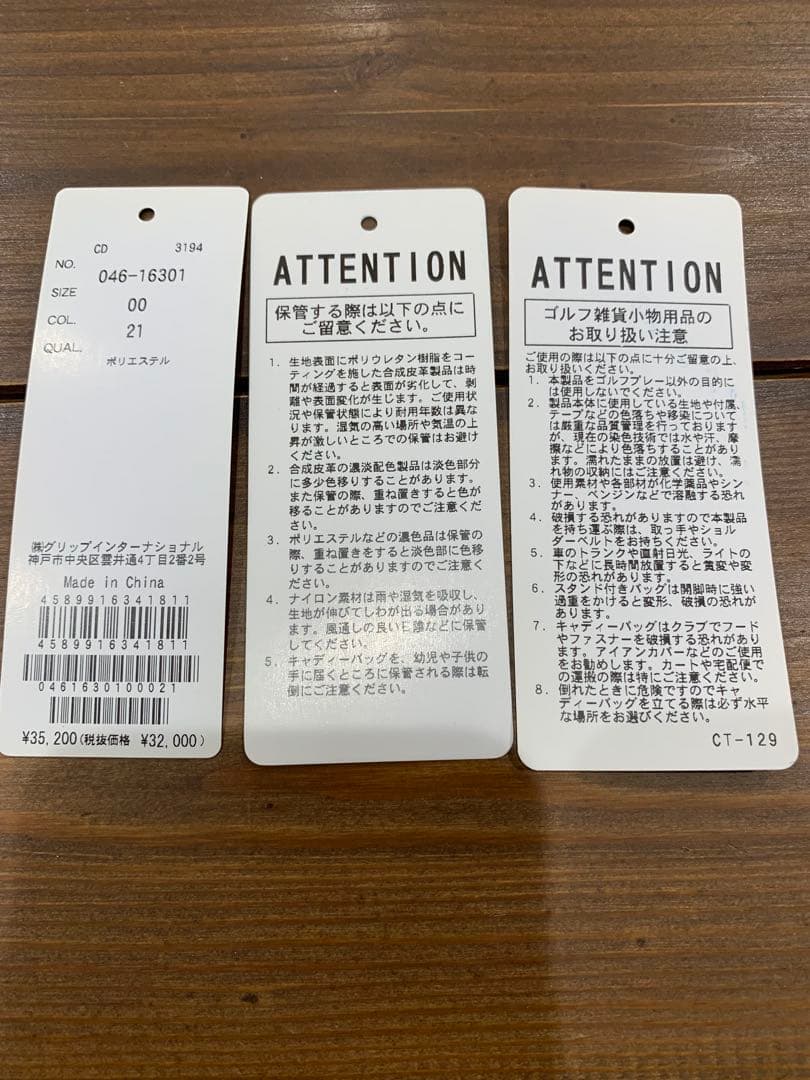 CD 3194
NO. 046-16301
SIZE 00
COL. 21
QUAL.
ポリエステル
㈱グリップインターナショナル
神戸市中央区雲井通4丁目2番2号
Made in China
4589916341811
4589916341811
0461630100021
¥35,200(税抜価格 ¥32,000)
ATTENTION
保管する際は以下の点に
ご留意ください。
1. 生地表面にポリウレタン樹脂をコー
ティングを施した合成皮革製品は時
間が経過すると表面が劣化して、剥
離や表面変化が生じます。ご使用状
況や保管状態により耐用年数は異な
ります。湿気の高い場所や気温の上
昇が激しいところでの保管はお避け
ください。
2. 合成皮革の濃淡配色製品は淡色部分
に多少色移りすることがあります。
また保管の際、重ね置きすると色が
移ることがありますのでご注意くだ
さい。
3. ポリエステルなどの濃色品は保管の
際、重ね置きをすると淡色部に色移
りすることがありますのでご注意く
ださい。
4. ナイロン素材は雨や湿気を吸収し、
生地が伸びてしわが出る場合があり
ます。風通しの良い日陰などに保管
してください。
5. キャディーバッグを、幼児や子供の
手に届くところに保管される際は転
倒にご注意ください。
ATTENTION
ゴルフ雑貨小物用品の
お取り扱い注意
ご使用の際は以下の点に十分ご留意の上、
お取り扱いください。
1. 本製品をゴルフプレー以外の目的に
は使用しないでください。
2. 製品本体に使用している生地や付属、
テープなどの色落ちや移染について
は厳重な品質管理を行っております
が、現在の染色技術では水や汗、摩
擦などにより色落ちすることがあり
ます。濡れたままの放置は避け、濡
れ物の収納にはご注意ください。
3. 使用素材や各部材が化学薬品やシン
ナー、ベンジンなどで溶融する恐れ
があります。
4. 破損する恐れがありますので本製品
を持ち運ぶ際は、取っ手やショル
ダーベルトをお持ちください。
5. 車のトランクや直射日光、ライトの
下などに長時間放置すると黄変や変
形の恐れがあります。
6. スタンド付きバッグは開脚時に強い
過重をかけると変形、破損の恐れが
あります。
7. キャディーバッグはクラブでフード
やファスナーを破損する恐れがあり
ます。アイアンカバーなどのご使用
をお勧めします。カートや宅配便で
の運搬の際は特にご注意ください。
8. 倒れたときに危険ですのでキャ
ディーバッグを立てる際は必ず水平
な場所をお選びください。
CT-129